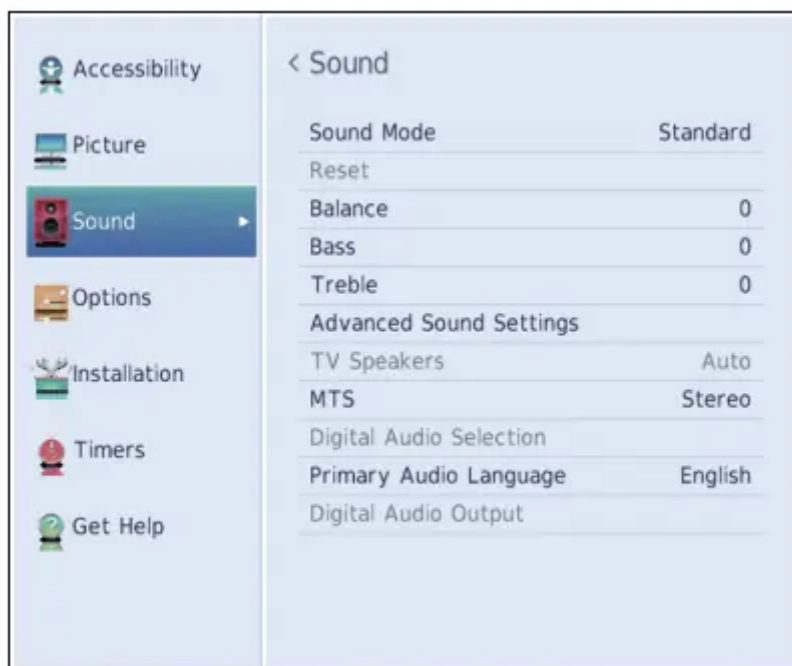 Accessibility
Picture
Sound
Options
Installation
Timers
Get Help
< Sound
Sound Mode Standard
Reset
Balance 0
Bass 0
Treble 0
Advanced Sound Settings
TV Speakers Auto
MTS Stereo
Digital Audio Selection
Primary Audio Language English
Digital Audio Output